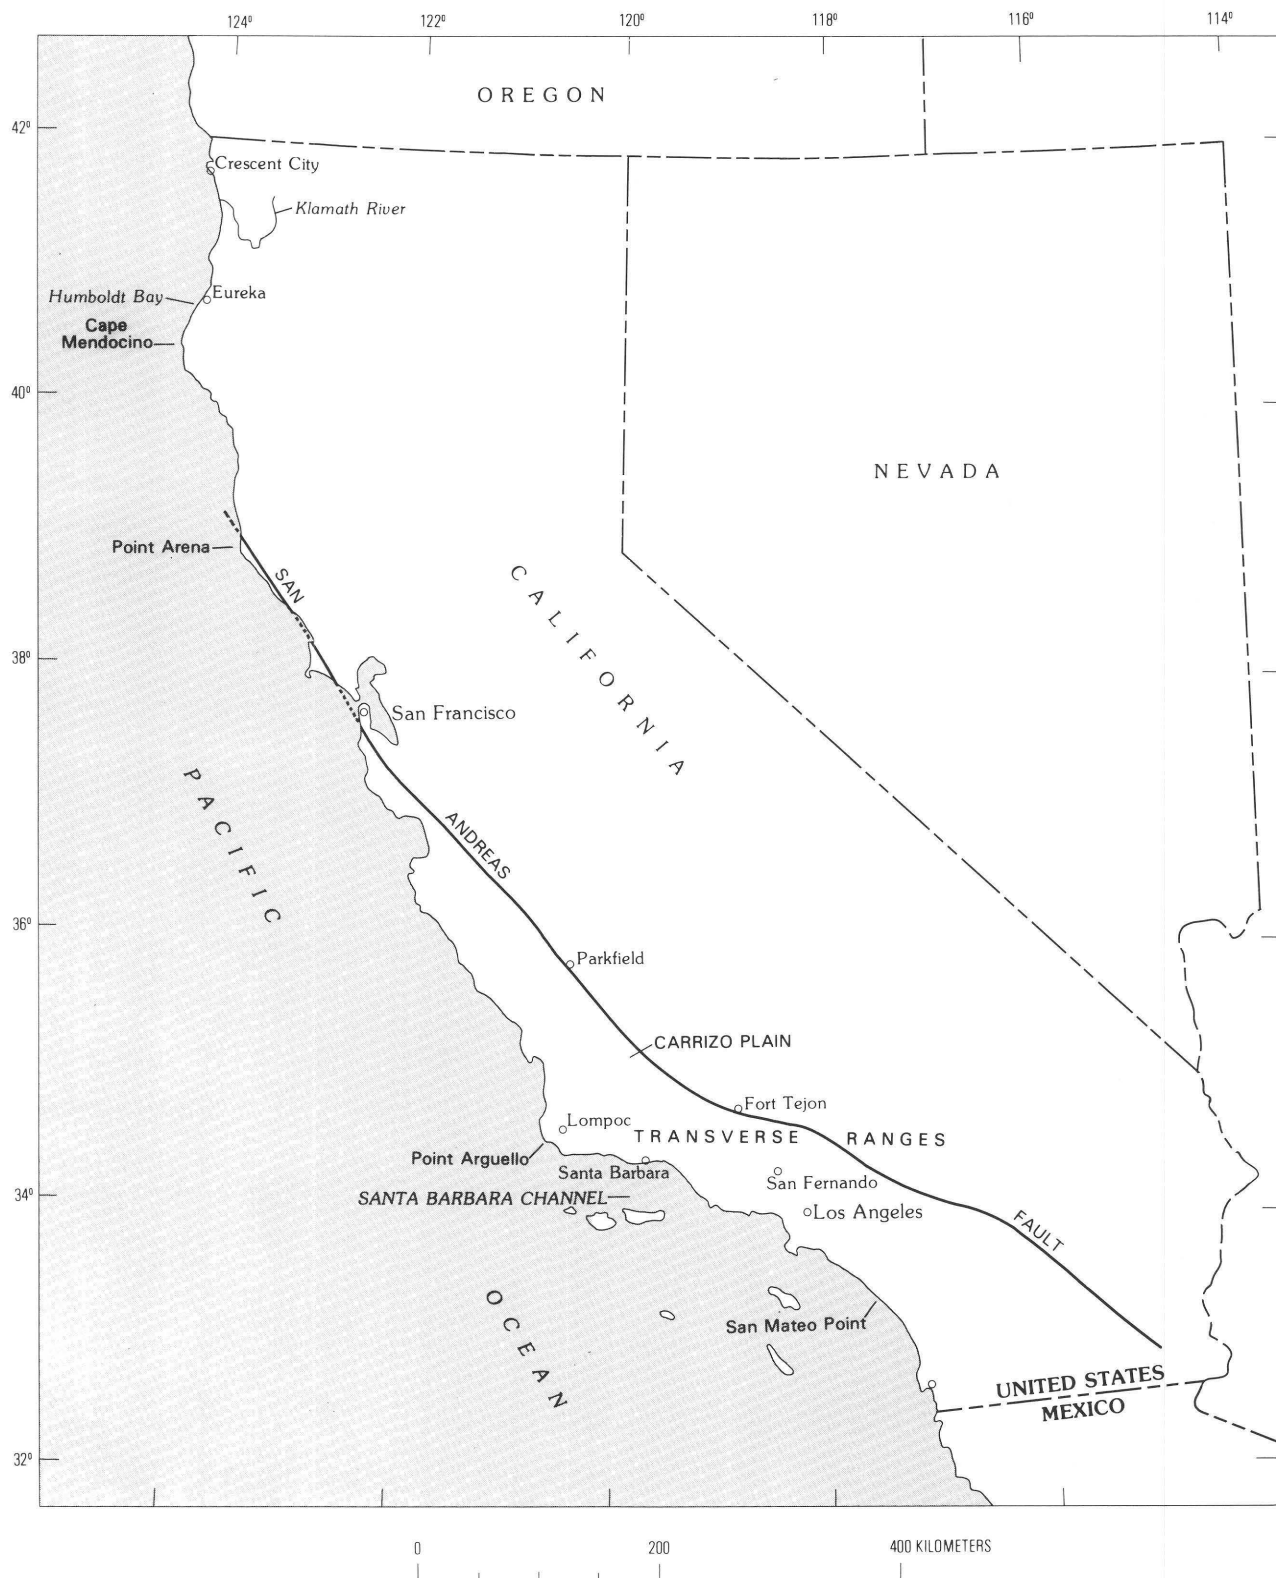 124° 122° 120° 118° 116° 114°
OREGON
42°
Crescent City
Klamath River
Humboldt Bay
Eureka
Cape
Mendocino
40°
NEVADA
Point Arena
SAN
CALIFORNIA
38°
San Francisco
PACIFIC
ANDREAS
36°
Parkfield
CARRIZO PLAIN
Fort Tejon
Lompoc
TRANSVERSE RANGES
Point Arguello
Santa Barbara
San Fernando
34°
SANTA BARBARA CHANNEL
Los Angeles
FAULT
OCEAN
San Mateo Point
UNITED STATES
MEXICO
32°
0 200 400 KILOMETERS